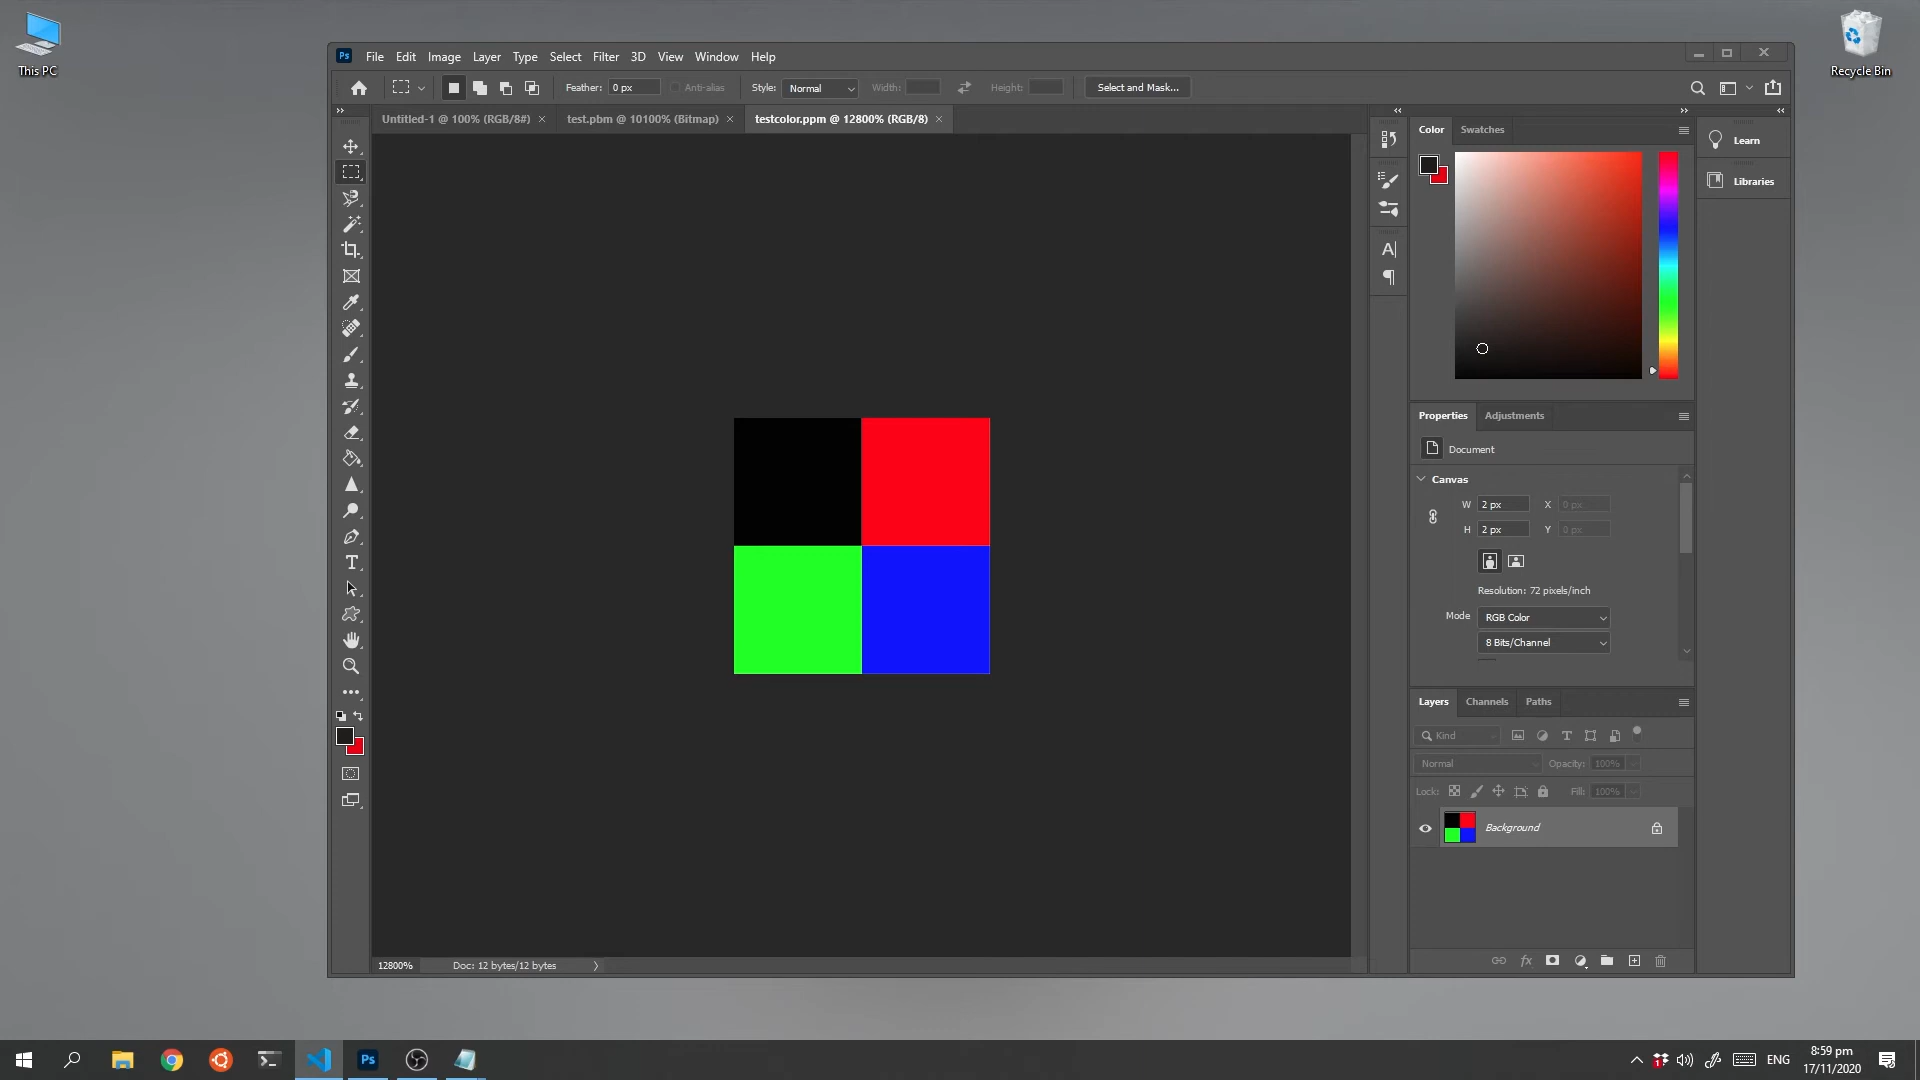 This PC
Recycle Bin
Ps File Edit Image Layer Type Select Filter 3D View Window Help
Feather: 0 px Anti-alias Style: Normal Width: Height: Select and Mask...
Untitled-1 @ 100% (RGB/8#) test.pbm @ 10100% (Bitmap) testcolor.ppm @ 12800% (RGB/8)
Color Swatches
Learn
Libraries
Properties Adjustments
Document
Canvas
W 2 px X 0 px
H 2 px Y 0 px
Resolution: 72 pixels/inch
Mode RGB Color
8 Bits/Channel
Layers Channels Paths
Kind
Normal Opacity: 100%
Lock: Fill: 100%
Background
fx
12800% Doc: 12 bytes/12 bytes
Ps
ENG
8:59 pm
17/11/2020